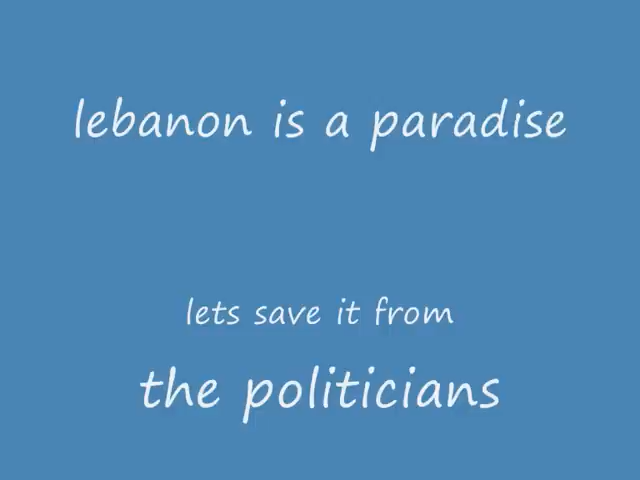 lebanon is a paradise
lets save it from
the politicians